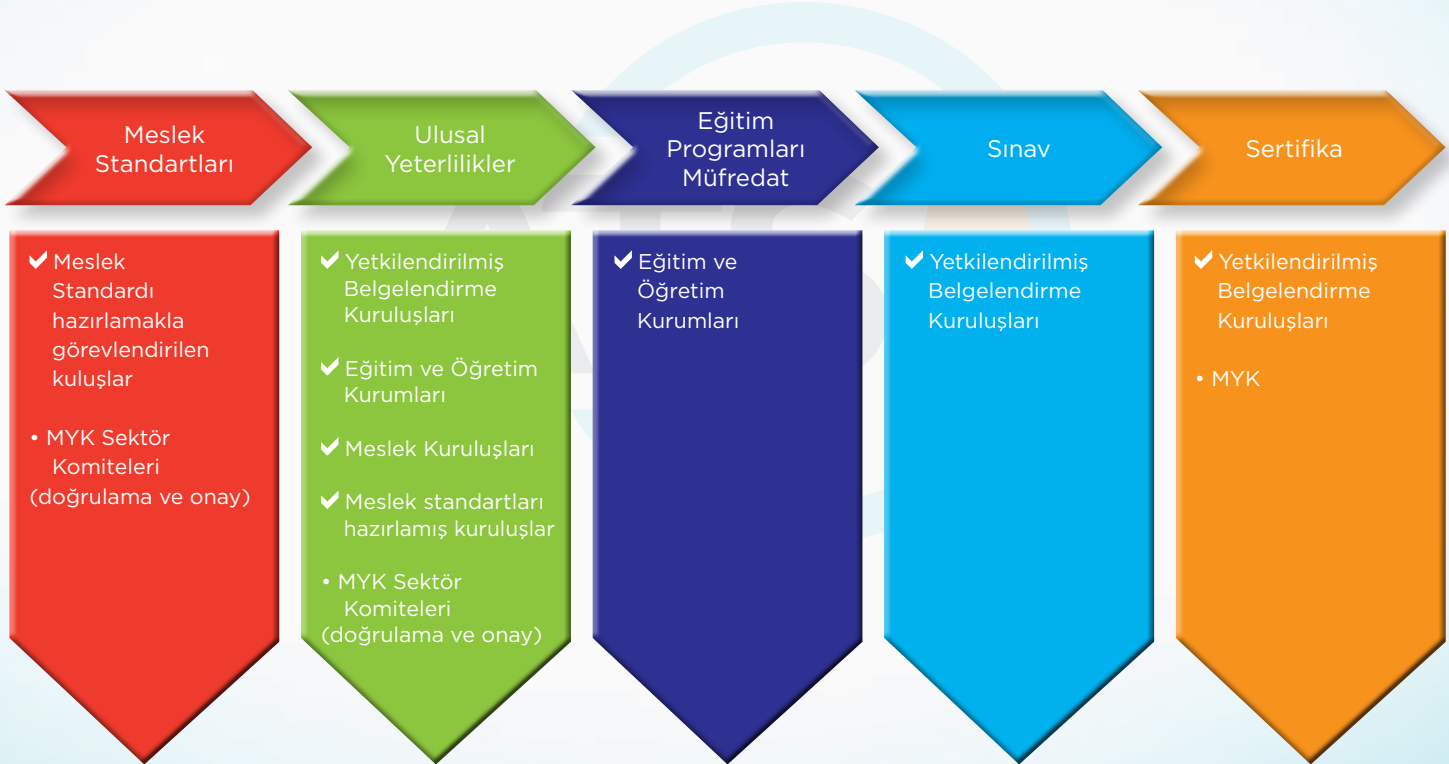 Meslek
Standartları
Ulusal
Yeterlilikler
Eğitim
Programları
Müfredat
Sınav
Sertifika
✔ Meslek
Standardı
hazırlamakla
görevlendirilen
kuluşlar
• MYK Sektör
Komiteleri
(doğrulama ve onay)
✔ Yetkilendirilmiş
Belgelendirme
Kuruluşları
✔ Eğitim ve Öğretim
Kurumları
✔ Meslek Kuruluşları
✔ Meslek standartları
hazırlamış kuruluşlar
• MYK Sektör
Komiteleri
(doğrulama ve onay)
✔ Eğitim ve
Öğretim
Kurumları
✔ Yetkilendirilmiş
Belgelendirme
Kuruluşları
✔ Yetkilendirilmiş
Belgelendirme
Kuruluşları
• MYK